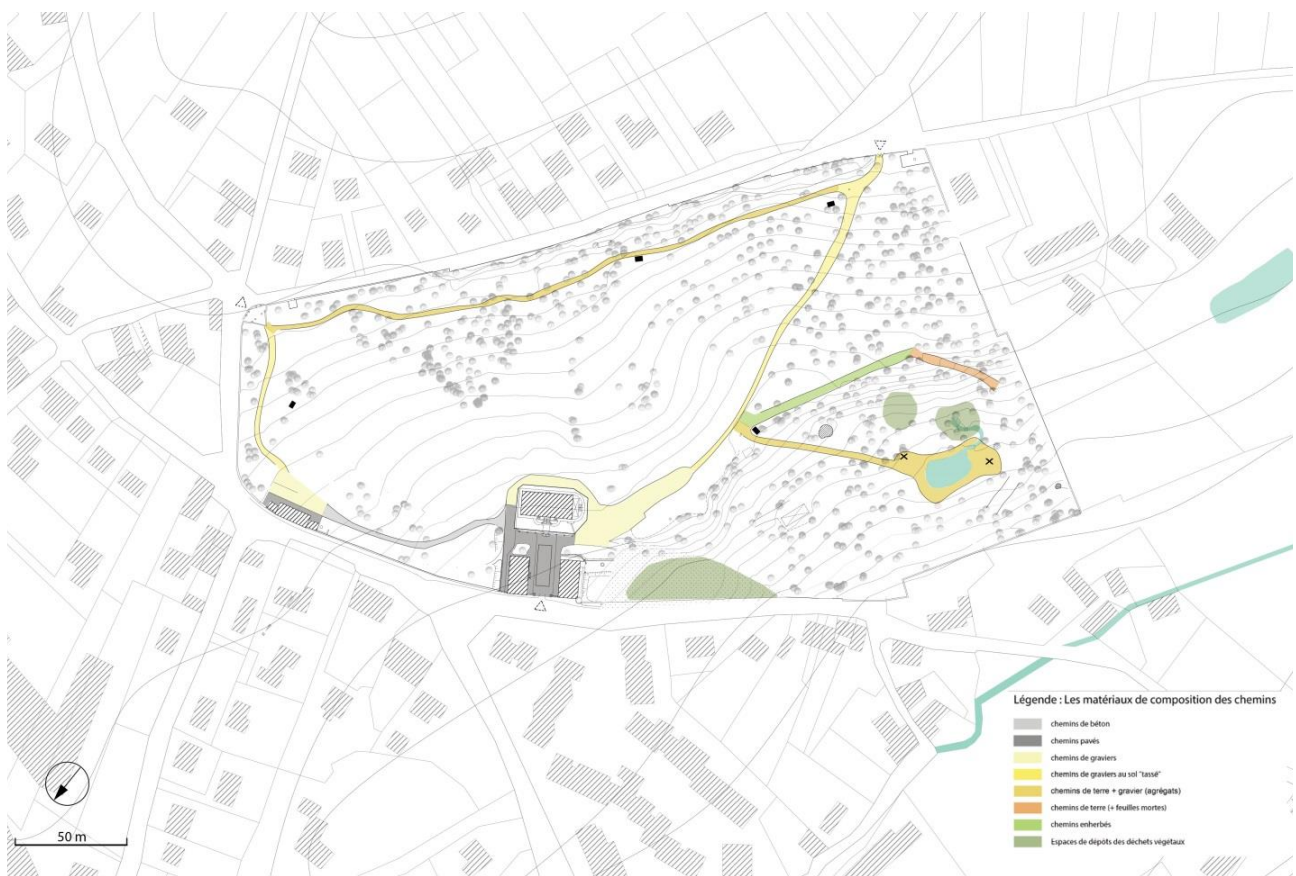 Légende : Les matériaux de composition des chemins
chemins de béton
chemins pavés
chemins de graviers
chemins de graviers au sol "tassé"
chemins de terre + gravier (agrégats)
chemins de terre (+ feuilles mortes)
chemins enherbés
Espaces de dépôts des déchets végétaux
50 m